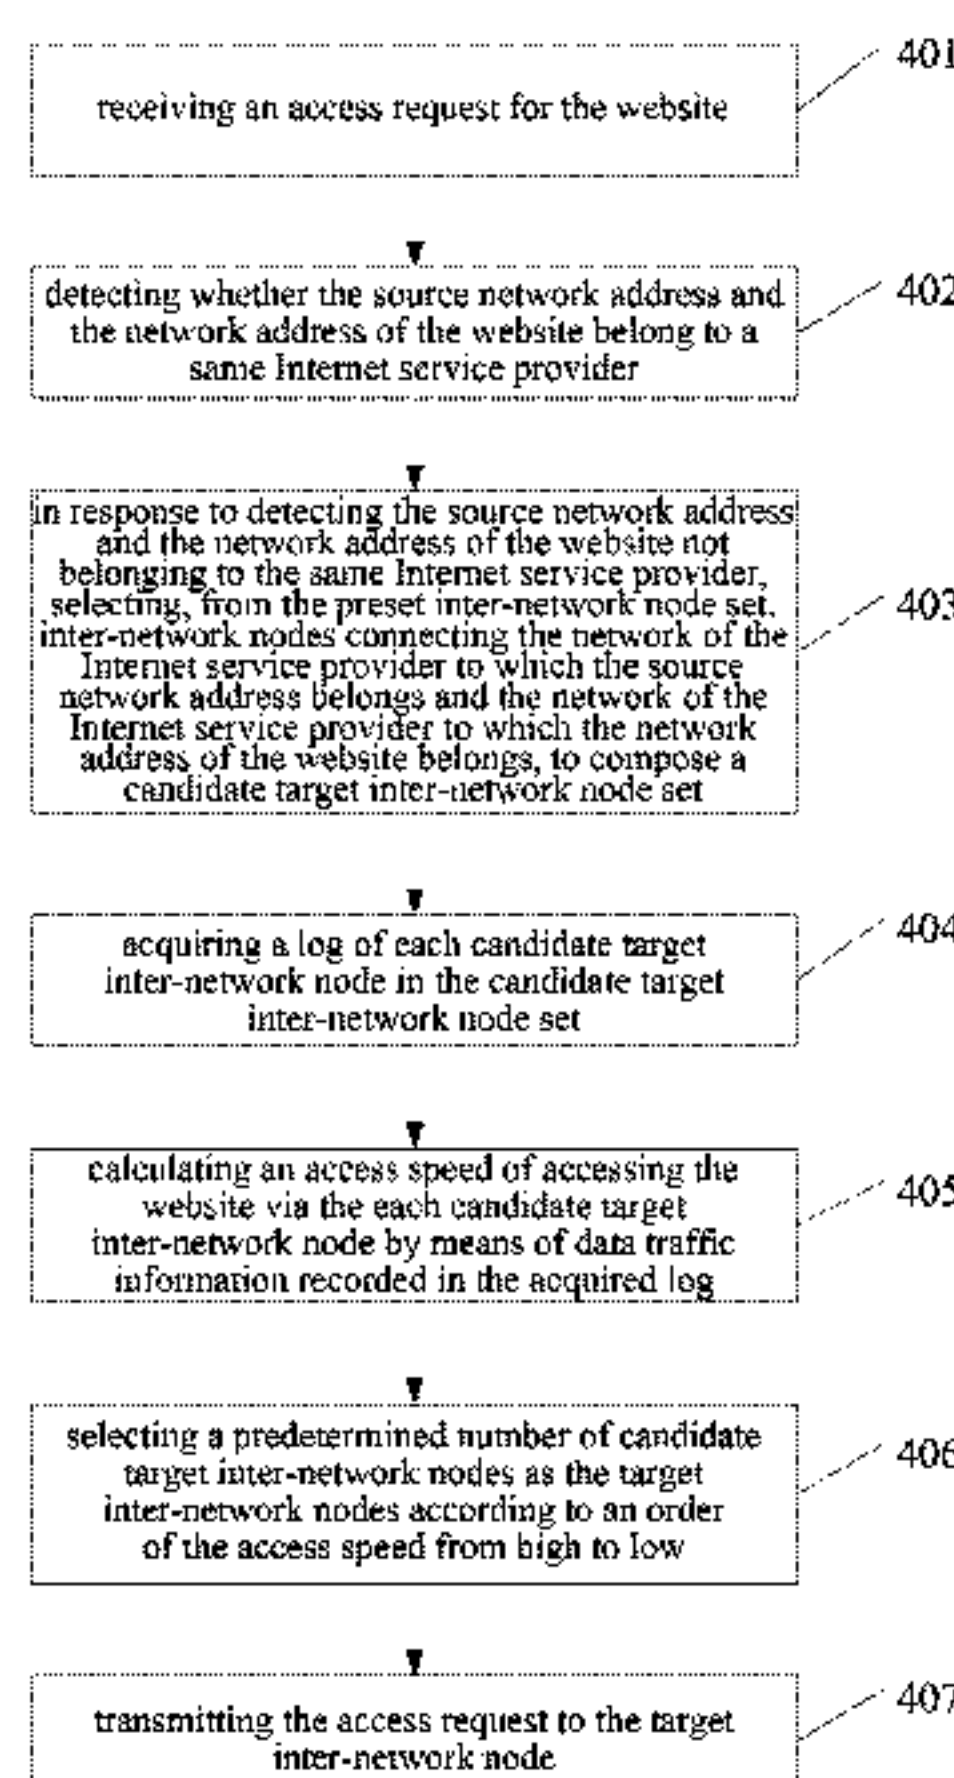 receiving an access request for the website
401
detecting whether the source network address and
the network address of the website belong to a
same Internet service provider
402
in response to detecting the source network address
and the network address of the website not
belonging to the same Internet service provider,
selecting, from the preset inter-network node set,
inter-network nodes connecting the network of the
Internet service provider to which the source
network address belongs and the network of the
Internet service provider to which the network
address of the website belongs, to compose a
candidate target inter-network node set
403
acquiring a log of each candidate target
inter-network node in the candidate target
inter-network node set
404
calculating an access speed of accessing the
website via the each candidate target
inter-network node by means of data traffic
information recorded in the acquired log
405
selecting a predetermined number of candidate
target inter-network nodes as the target
inter-network nodes according to an order
of the access speed from high to low
406
transmitting the access request to the target
inter-network node
407